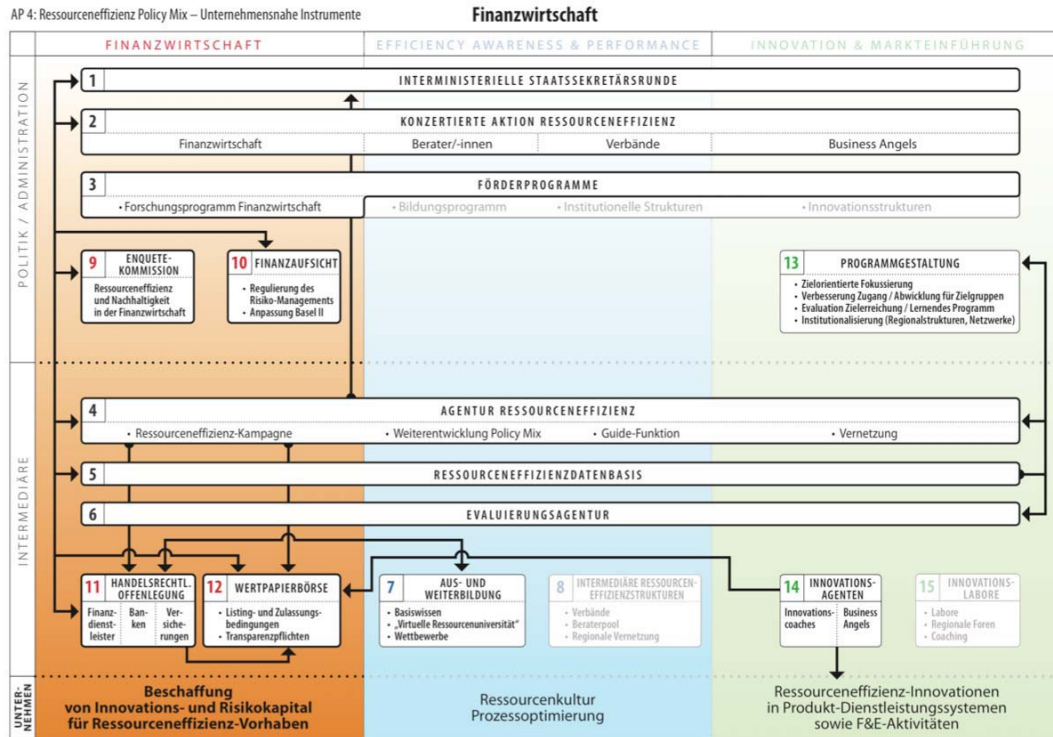 AP 4: Ressourceneffizienz Policy Mix – Unternehmensnahe Instrumente
Finanzwirtschaft
FINANZWIRTSCHAFT
EFFICIENCY AWARENESS & PERFORMANCE
INNOVATION & MARKTEINFÜHRUNG
POLITIK / ADMINISTRATION
1 INTERMINISTERIELLE STAATSSEKRETÄRSRUNDE
2 KONZERTIERTE AKTION RESSOURCENEFFIZIENZ
Finanzwirtschaft Berater/-innen Verbände Business Angels
3 FÖRDERPROGRAMME
• Forschungsprogramm Finanzwirtschaft • Bildungsprogramm • Institutionelle Strukturen • Innovationsstrukturen
9 ENQUETE-
KOMMISSION
Ressourceneffizienz
und Nachhaltigkeit
in der Finanzwirtschaft
10 FINANZAUFSICHT
• Regulierung des
Risiko-Managements
• Anpassung Basel II
13 PROGRAMMGESTALTUNG
• Zielorientierte Fokussierung
• Verbesserung Zugang / Abwicklung für Zielgruppen
• Evaluation Zielerreichung / Lernendes Programm
• Institutionalisierung (Regionalstrukturen, Netzwerke)
INTERMEDIÄRE
4 AGENTUR RESSOURCENEFFIZIENZ
• Ressourceneffizienz-Kampagne • Weiterentwicklung Policy Mix • Guide-Funktion • Vernetzung
5 RESSOURCENEFFIZIENZDATENBASIS
6 EVALUIERUNGSAGENTUR
11 HANDELSRECHTL.
OFFENLEGUNG
Finanz-
dienst-
leister
Ban-
ken
Ver-
siche-
rungen
12 WERTPAPIERBÖRSE
• Listing- und Zulassungs-
bedingungen
• Transparenzpflichten
7 AUS- UND
WEITERBILDUNG
• Basiswissen
• „Virtuelle Ressourcenuniversität"
• Wettbewerbe
8 INTERMEDIÄRE RESSOURCEN-
EFFIZIENZSTRUKTUREN
• Verbände
• Beraterpool
• Regionale Vernetzung
14 INNOVATIONS-
AGENTEN
Innovations-
coaches
Business
Angels
15 INNOVATIONS-
LABORE
• Labore
• Regionale Foren
• Coaching
UNTER-
NEHMEN
Beschaffung
von Innovations- und Risikokapital
für Ressourceneffizienz-Vorhaben
Ressourcenkultur
Prozessoptimierung
Ressourceneffizienz-Innovationen
in Produkt-Dienstleistungssystemen
sowie F&E-Aktivitäten